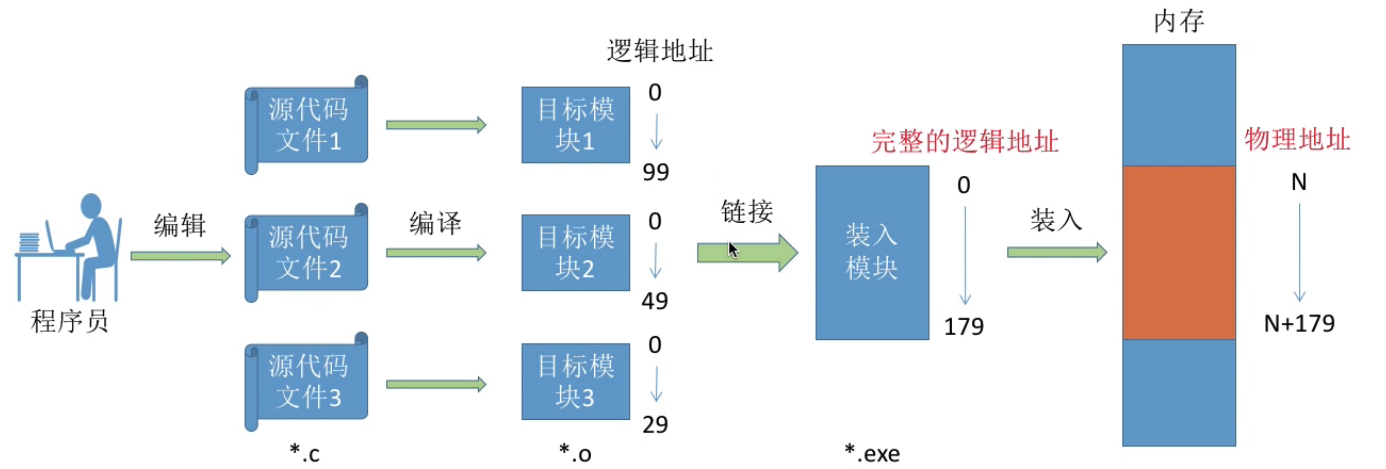 内存
逻辑地址
源代码
文件1
目标模
块1
0
99
完整的逻辑地址
物理地址
程序员
编辑
源代码
文件2
编译
目标模
块2
0
49
链接
装入
模块
0
179
装入
N
N+179
源代码
文件3
目标模
块3
0
29
*.c
*.o
*.exe